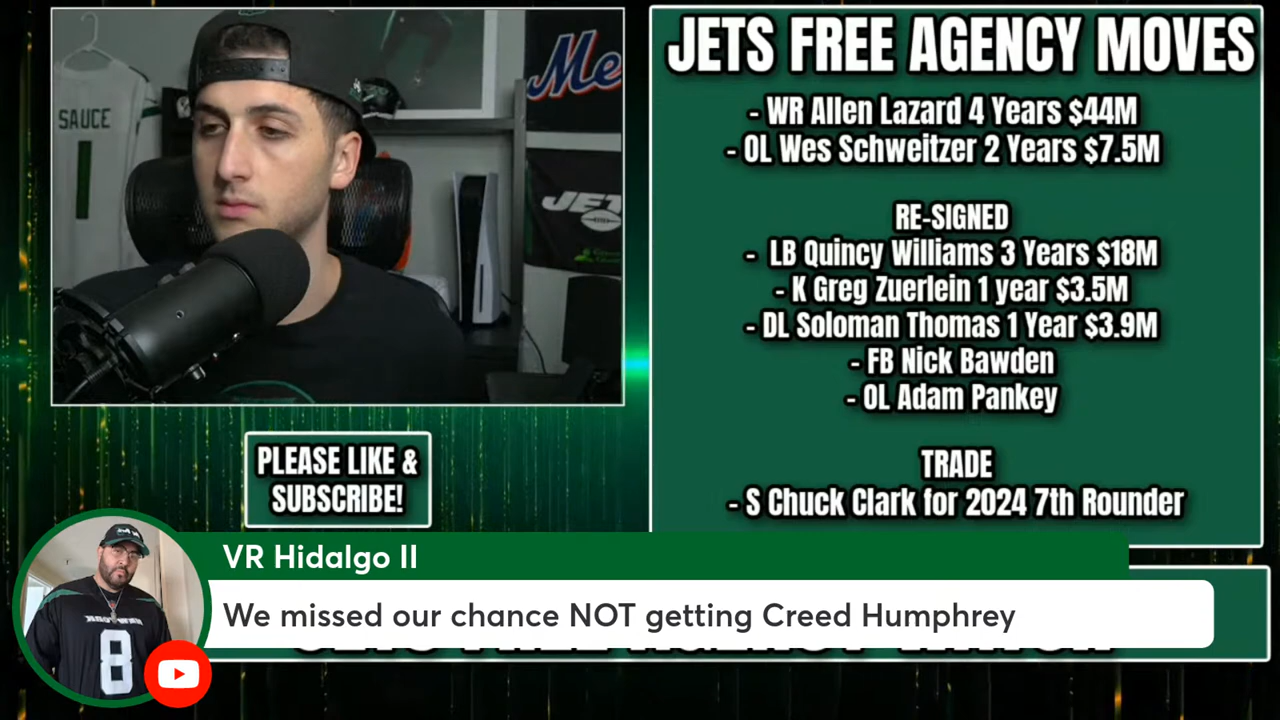 SAUCE
1
Me
JET
JETS FREE AGENCY MOVES
- WR Allen Lazard 4 Years $44M
- OL Wes Schweitzer 2 Years $7.5M
RE-SIGNED
- LB Quincy Williams 3 Years $18M
- K Greg Zuerlein 1 year $3.5M
- DL Soloman Thomas 1 Year $3.9M
- FB Nick Bawden
- OL Adam Pankey
TRADE
- S Chuck Clark for 2024 7th Rounder
PLEASE LIKE &
SUBSCRIBE!
VR Hidalgo II
We missed our chance NOT getting Creed Humphrey
8